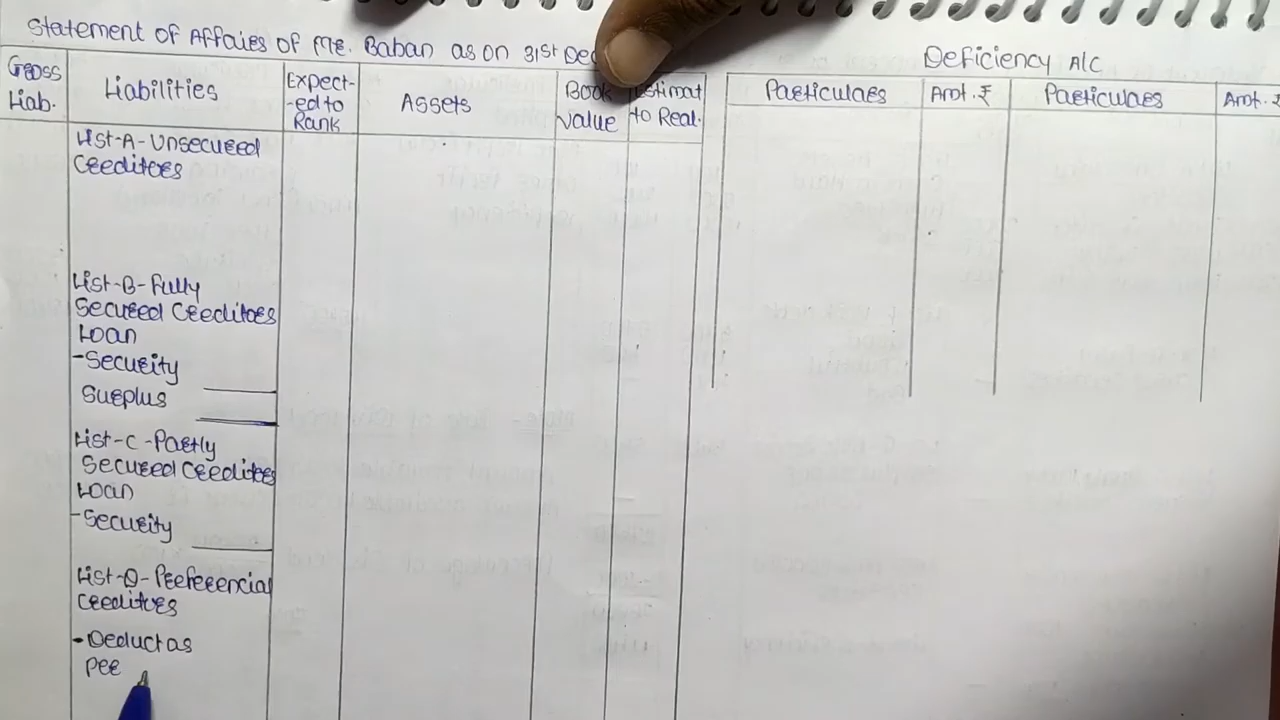 Statement of Affairs of Mr. Baban as on 31st Dec
Gross Liab.
Liabilities
Expect-
-ed to
Rank
Assets
Book
Value
Estimat
to Real.
List-A-Unsecured
Creditors
List-B-Fully
Secured Creditors
Loan
-Security
Surplus
List-C-Partly
Secured Creditors
Loan
-Security
List-D-Preferencial
Creditors
-Deduct as
Per
Deficiency A/C
Particulars
Amt. ₹
Particulars
Amt. ₹